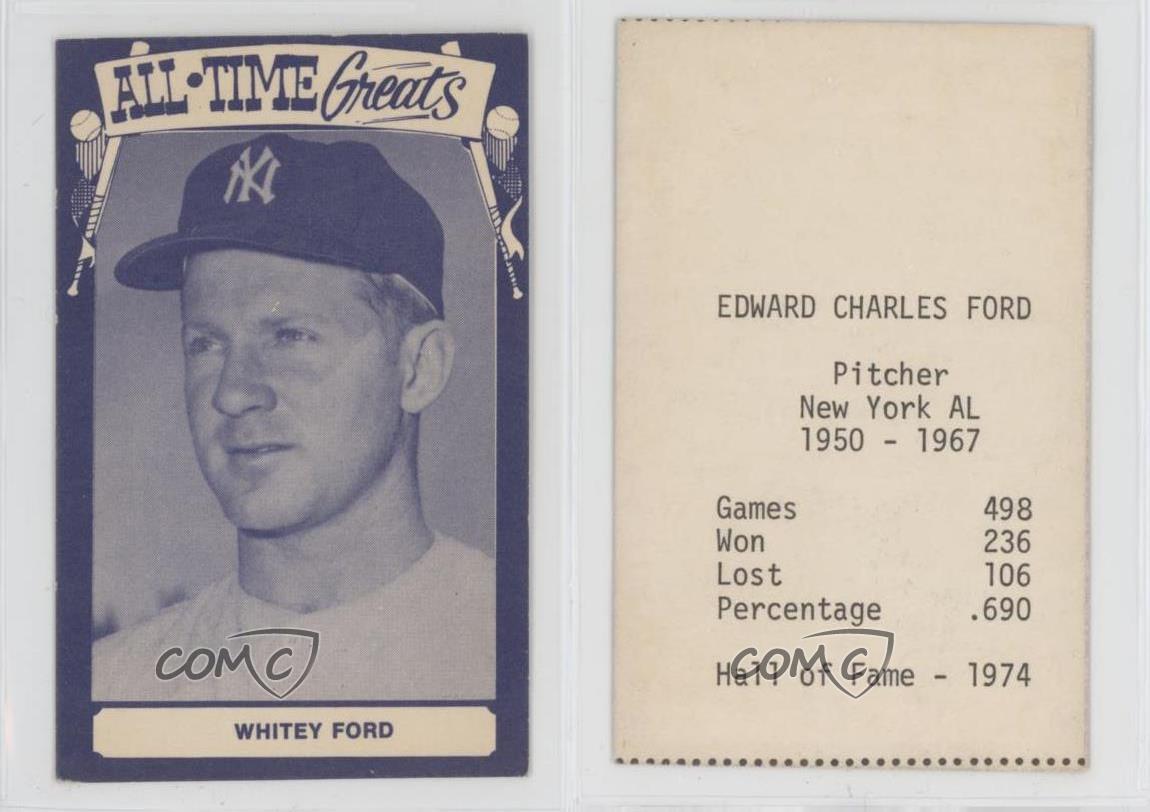 ALL·TIME Greats
NY
WHITEY FORD
COMC
EDWARD CHARLES FORD
Pitcher
New York AL
1950 - 1967
Games 498
Won 236
Lost 106
Percentage .690
Hall of Fame - 1974
COMC